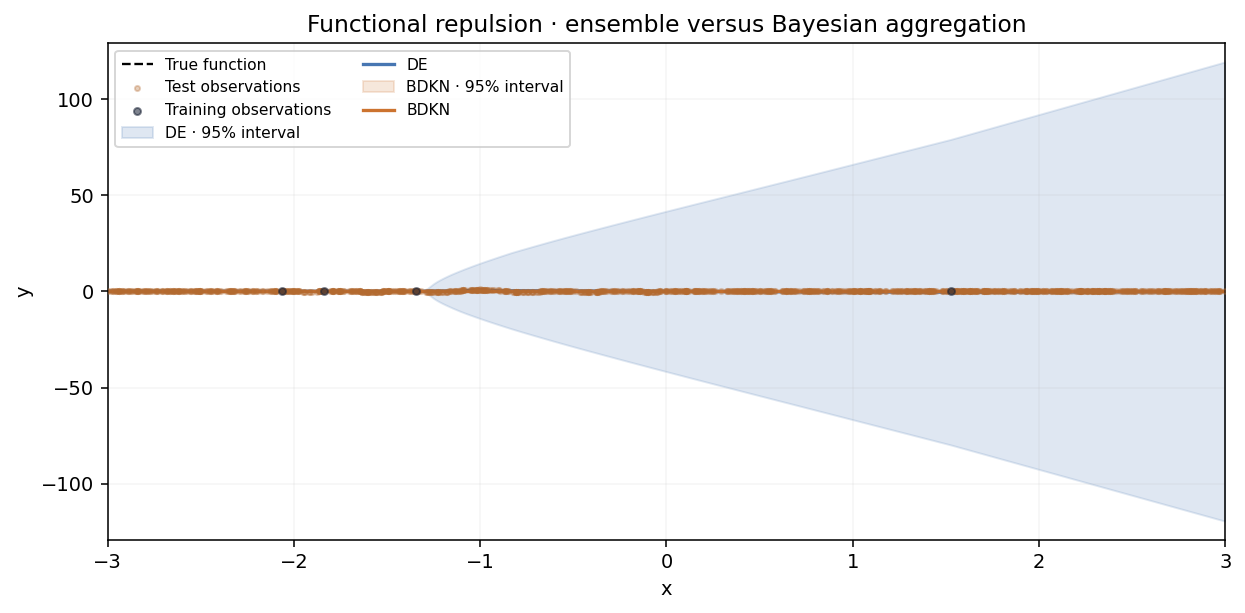 Functional repulsion · ensemble versus Bayesian aggregation
True function
Test observations
Training observations
DE · 95% interval
DE
BDKN · 95% interval
BDKN
y
100
50
0
−50
−100
−3
−2
−1
0
1
2
3
x